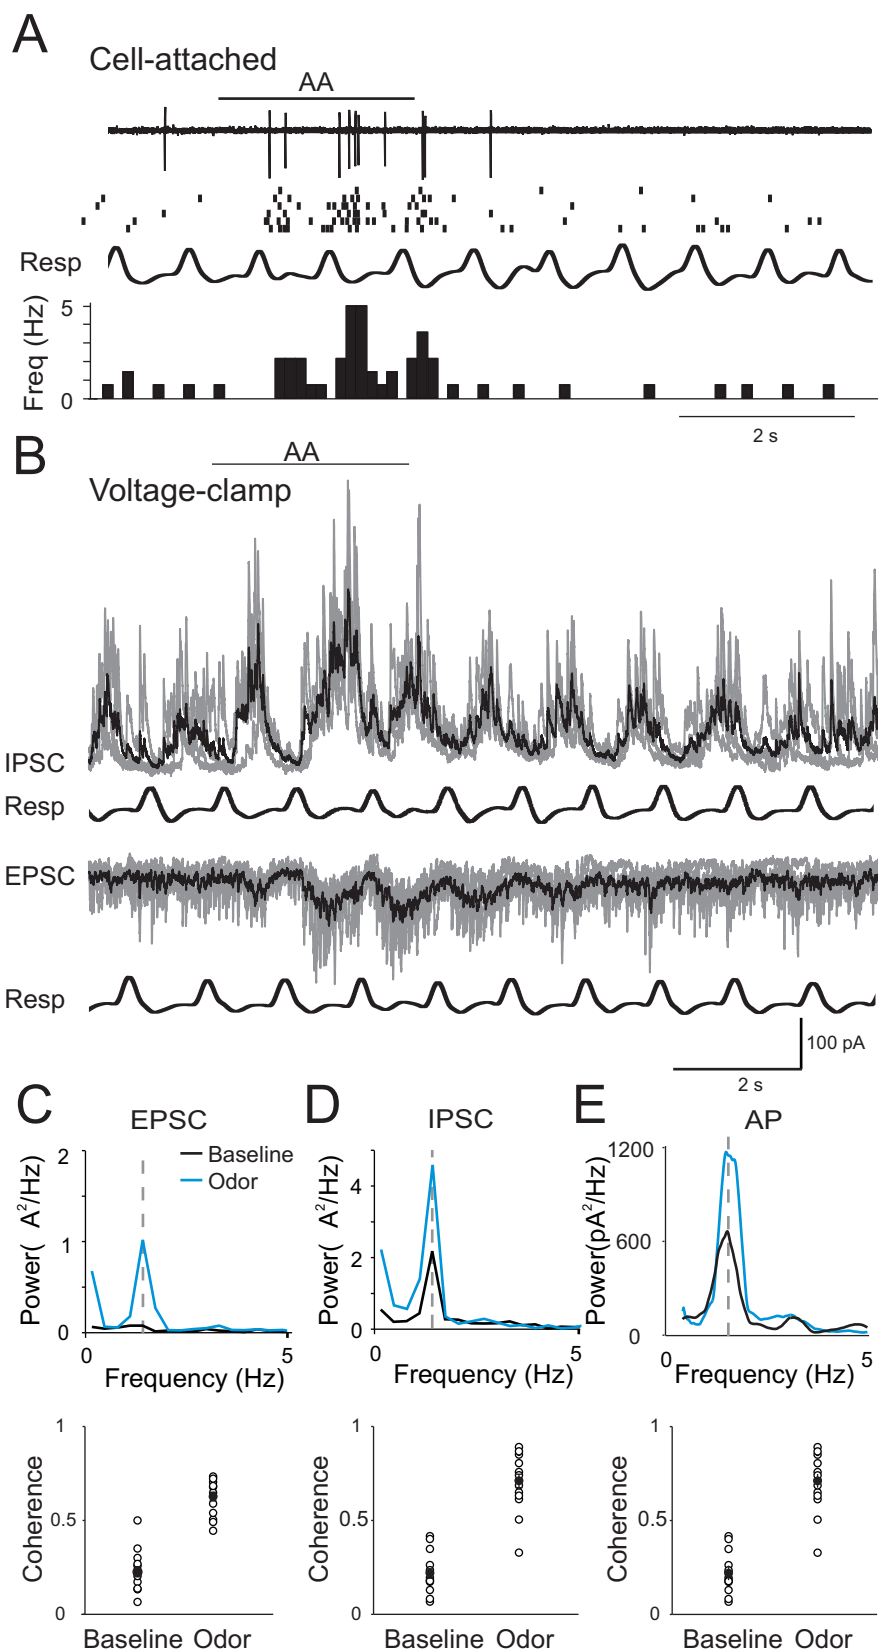 A
Cell-attached
AA
Resp
Freq (Hz)
5
0
2 s
B
AA
Voltage-clamp
IPSC
Resp
EPSC
Resp
100 pA
2 s
C
EPSC
Power( A²/Hz)
2
1
0
Baseline
Odor
0
5
Frequency (Hz)
D
IPSC
Power( A²/Hz)
4
2
0
0
5
Frequency (Hz)
E
AP
Power(pA²/Hz)
1200
600
0
0
5
Frequency (Hz)
Coherence
1
0.5
0
Baseline Odor
Coherence
1
0.5
0
Baseline Odor
Coherence
1
0.5
0
Baseline Odor